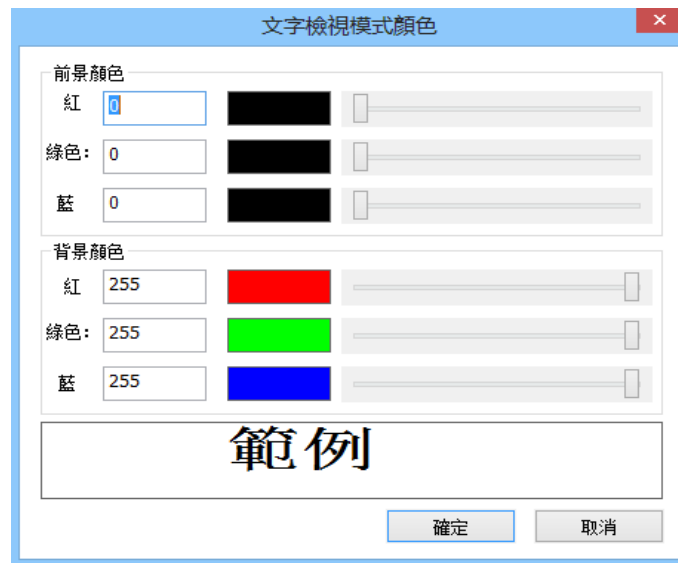 文字檢視模式顏色
前景顏色
紅 0
綠色: 0
藍 0
背景顏色
紅 255
綠色: 255
藍 255
範例
確定 取消